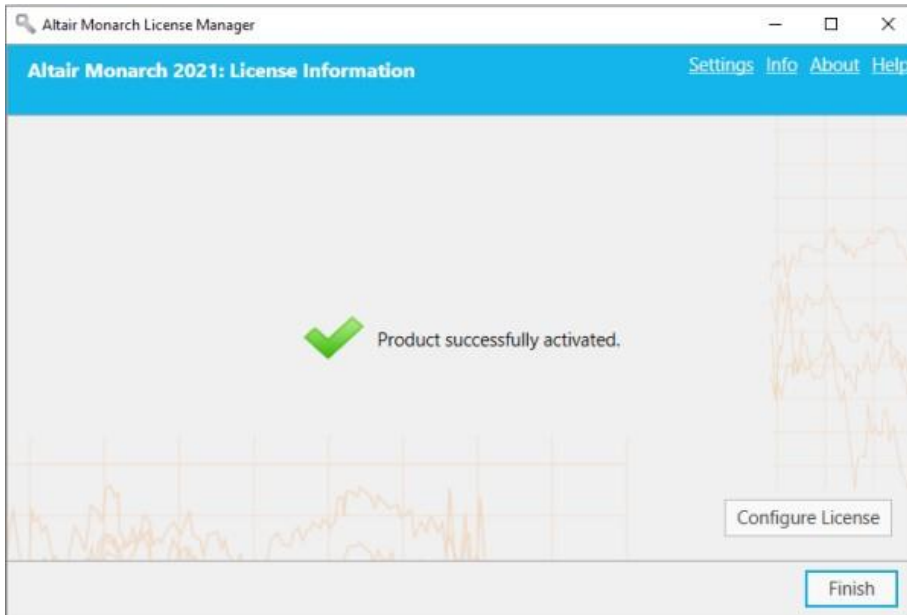 Altair Monarch License Manager
Altair Monarch 2021: License Information
Settings Info About Help
Product successfully activated.
Configure License
Finish